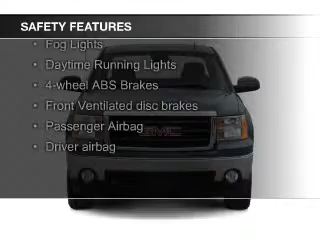 SAFETY FEATURES
• Fog Lights
• Daytime Running Lights
• 4-wheel ABS Brakes
• Front Ventilated disc brakes
• Passenger Airbag
• Driver airbag
GMC